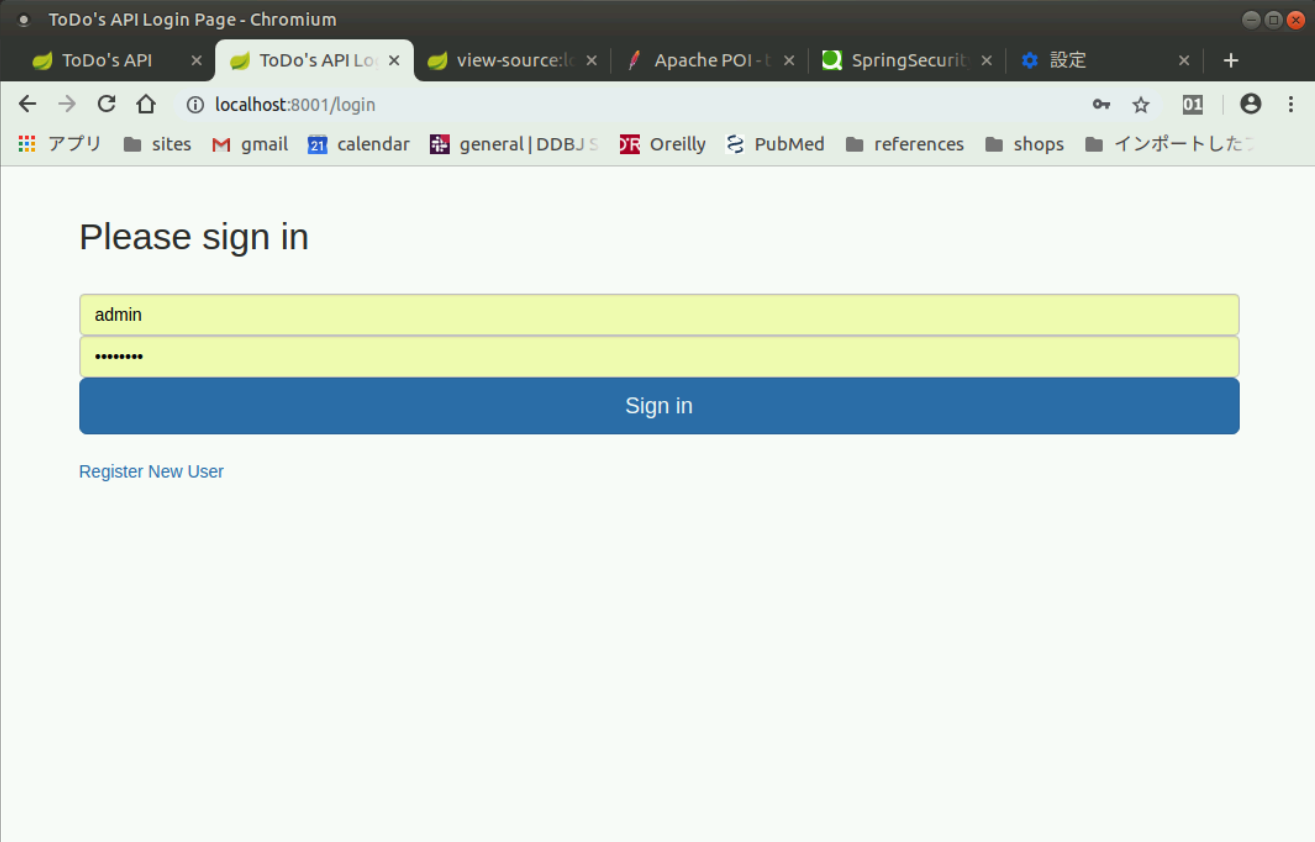 ToDo's API Login Page - Chromium
ToDo's API ToDo's API Lo view-source:lo Apache POI - t SpringSecurity 設定
localhost:8001/login 01
アプリ sites gmail 21 calendar general | DDBJ S Oreilly PubMed references shops インポートした
Please sign in
admin
••••••••
Sign in
Register New User